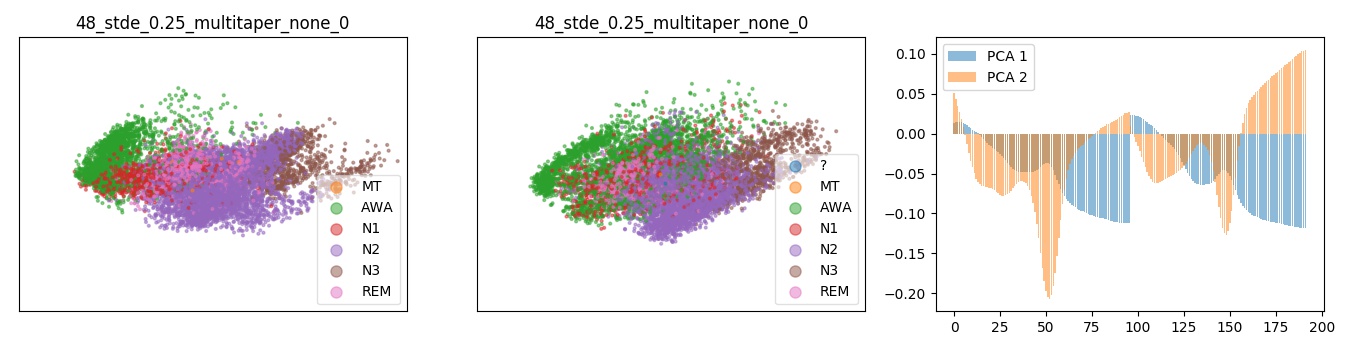 48_stde_0.25_multitaper_none_0
MT
AWA
N1
N2
N3
REM
48_stde_0.25_multitaper_none_0
?
MT
AWA
N1
N2
N3
REM
PCA 1
PCA 2
0.10
0.05
0.00
−0.05
−0.10
−0.15
−0.20
0 25 50 75 100 125 150 175 200